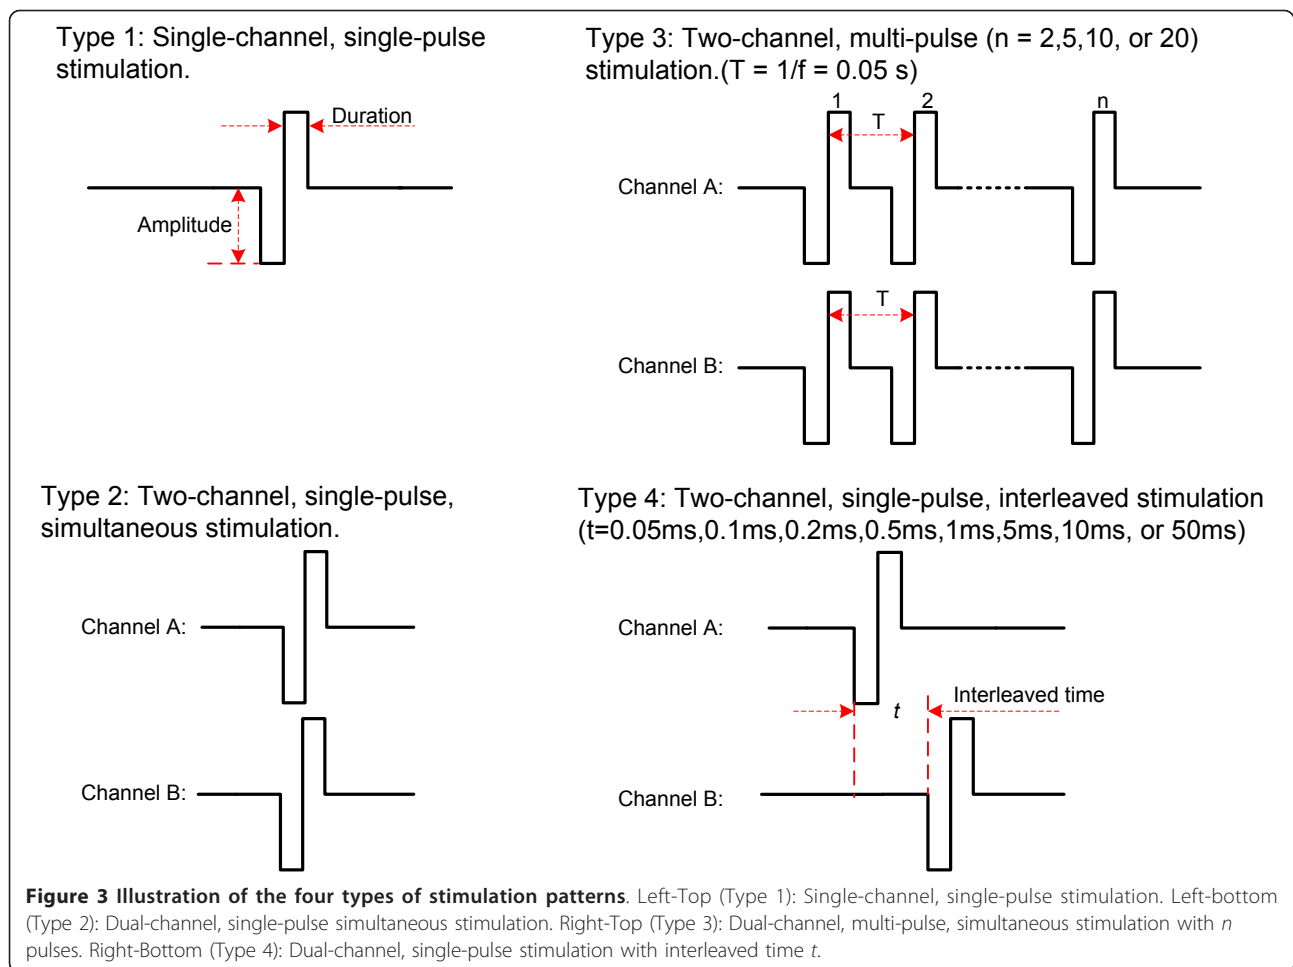 Type 1: Single-channel, single-pulse
stimulation.
Duration
Amplitude
Type 3: Two-channel, multi-pulse (n = 2,5,10, or 20)
stimulation.(T = 1/f = 0.05 s)
1 2 n
T
Channel A:
T
Channel B:
Type 2: Two-channel, single-pulse,
simultaneous stimulation.
Channel A:
Channel B:
Type 4: Two-channel, single-pulse, interleaved stimulation
(t=0.05ms,0.1ms,0.2ms,0.5ms,1ms,5ms,10ms, or 50ms)
Channel A:
t Interleaved time
Channel B:
Figure 3 Illustration of the four types of stimulation patterns. Left-Top (Type 1): Single-channel, single-pulse stimulation. Left-bottom
(Type 2): Dual-channel, single-pulse simultaneous stimulation. Right-Top (Type 3): Dual-channel, multi-pulse, simultaneous stimulation with n
pulses. Right-Bottom (Type 4): Dual-channel, single-pulse stimulation with interleaved time t.